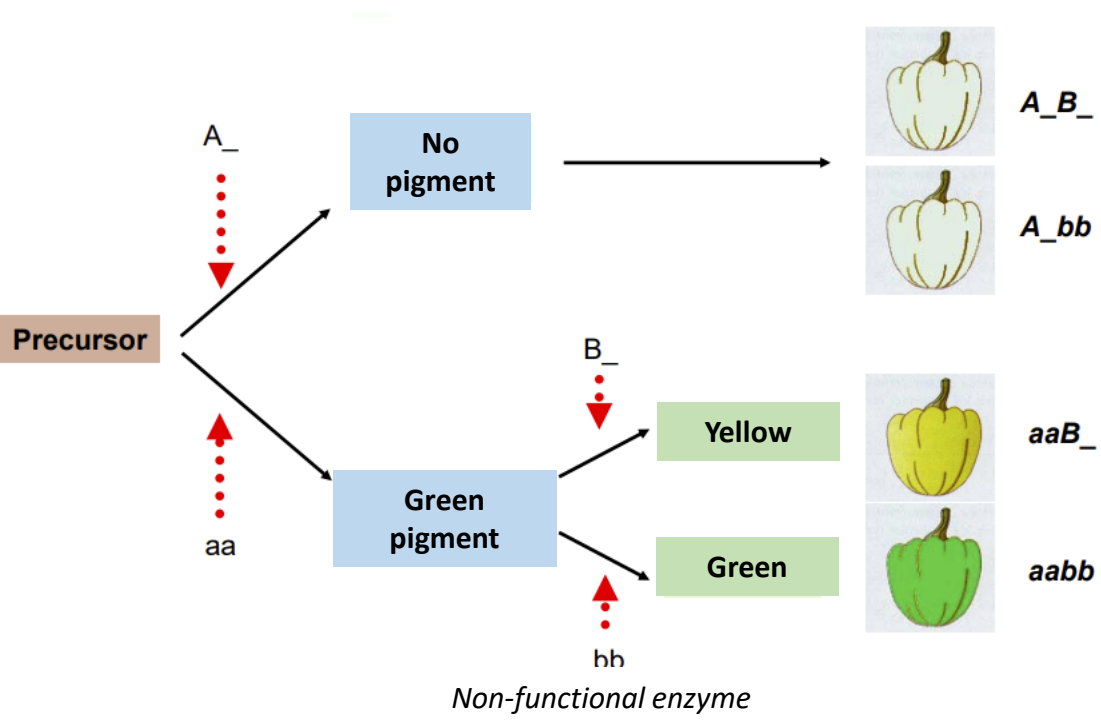 A_
No
pigment
A_B_
A_bb
Precursor
B_
Yellow
aaB_
aa
Green
pigment
Green
aabb
bb
Non-functional enzyme